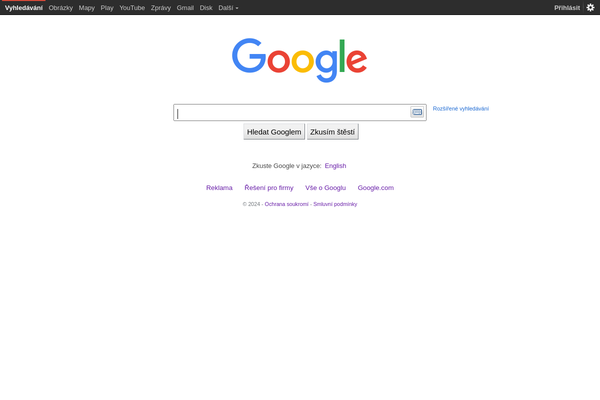 Vyhledávání Obrázky Mapy Play YouTube Zprávy Gmail Disk Další Přihlásit
Google
Rozšířené vyhledávání
Hledat Googlem Zkusím štěstí
Zkuste Google v jazyce: English
Reklama Řešení pro firmy Vše o Googlu Google.com
© 2024 - Ochrana soukromí - Smluvní podmínky